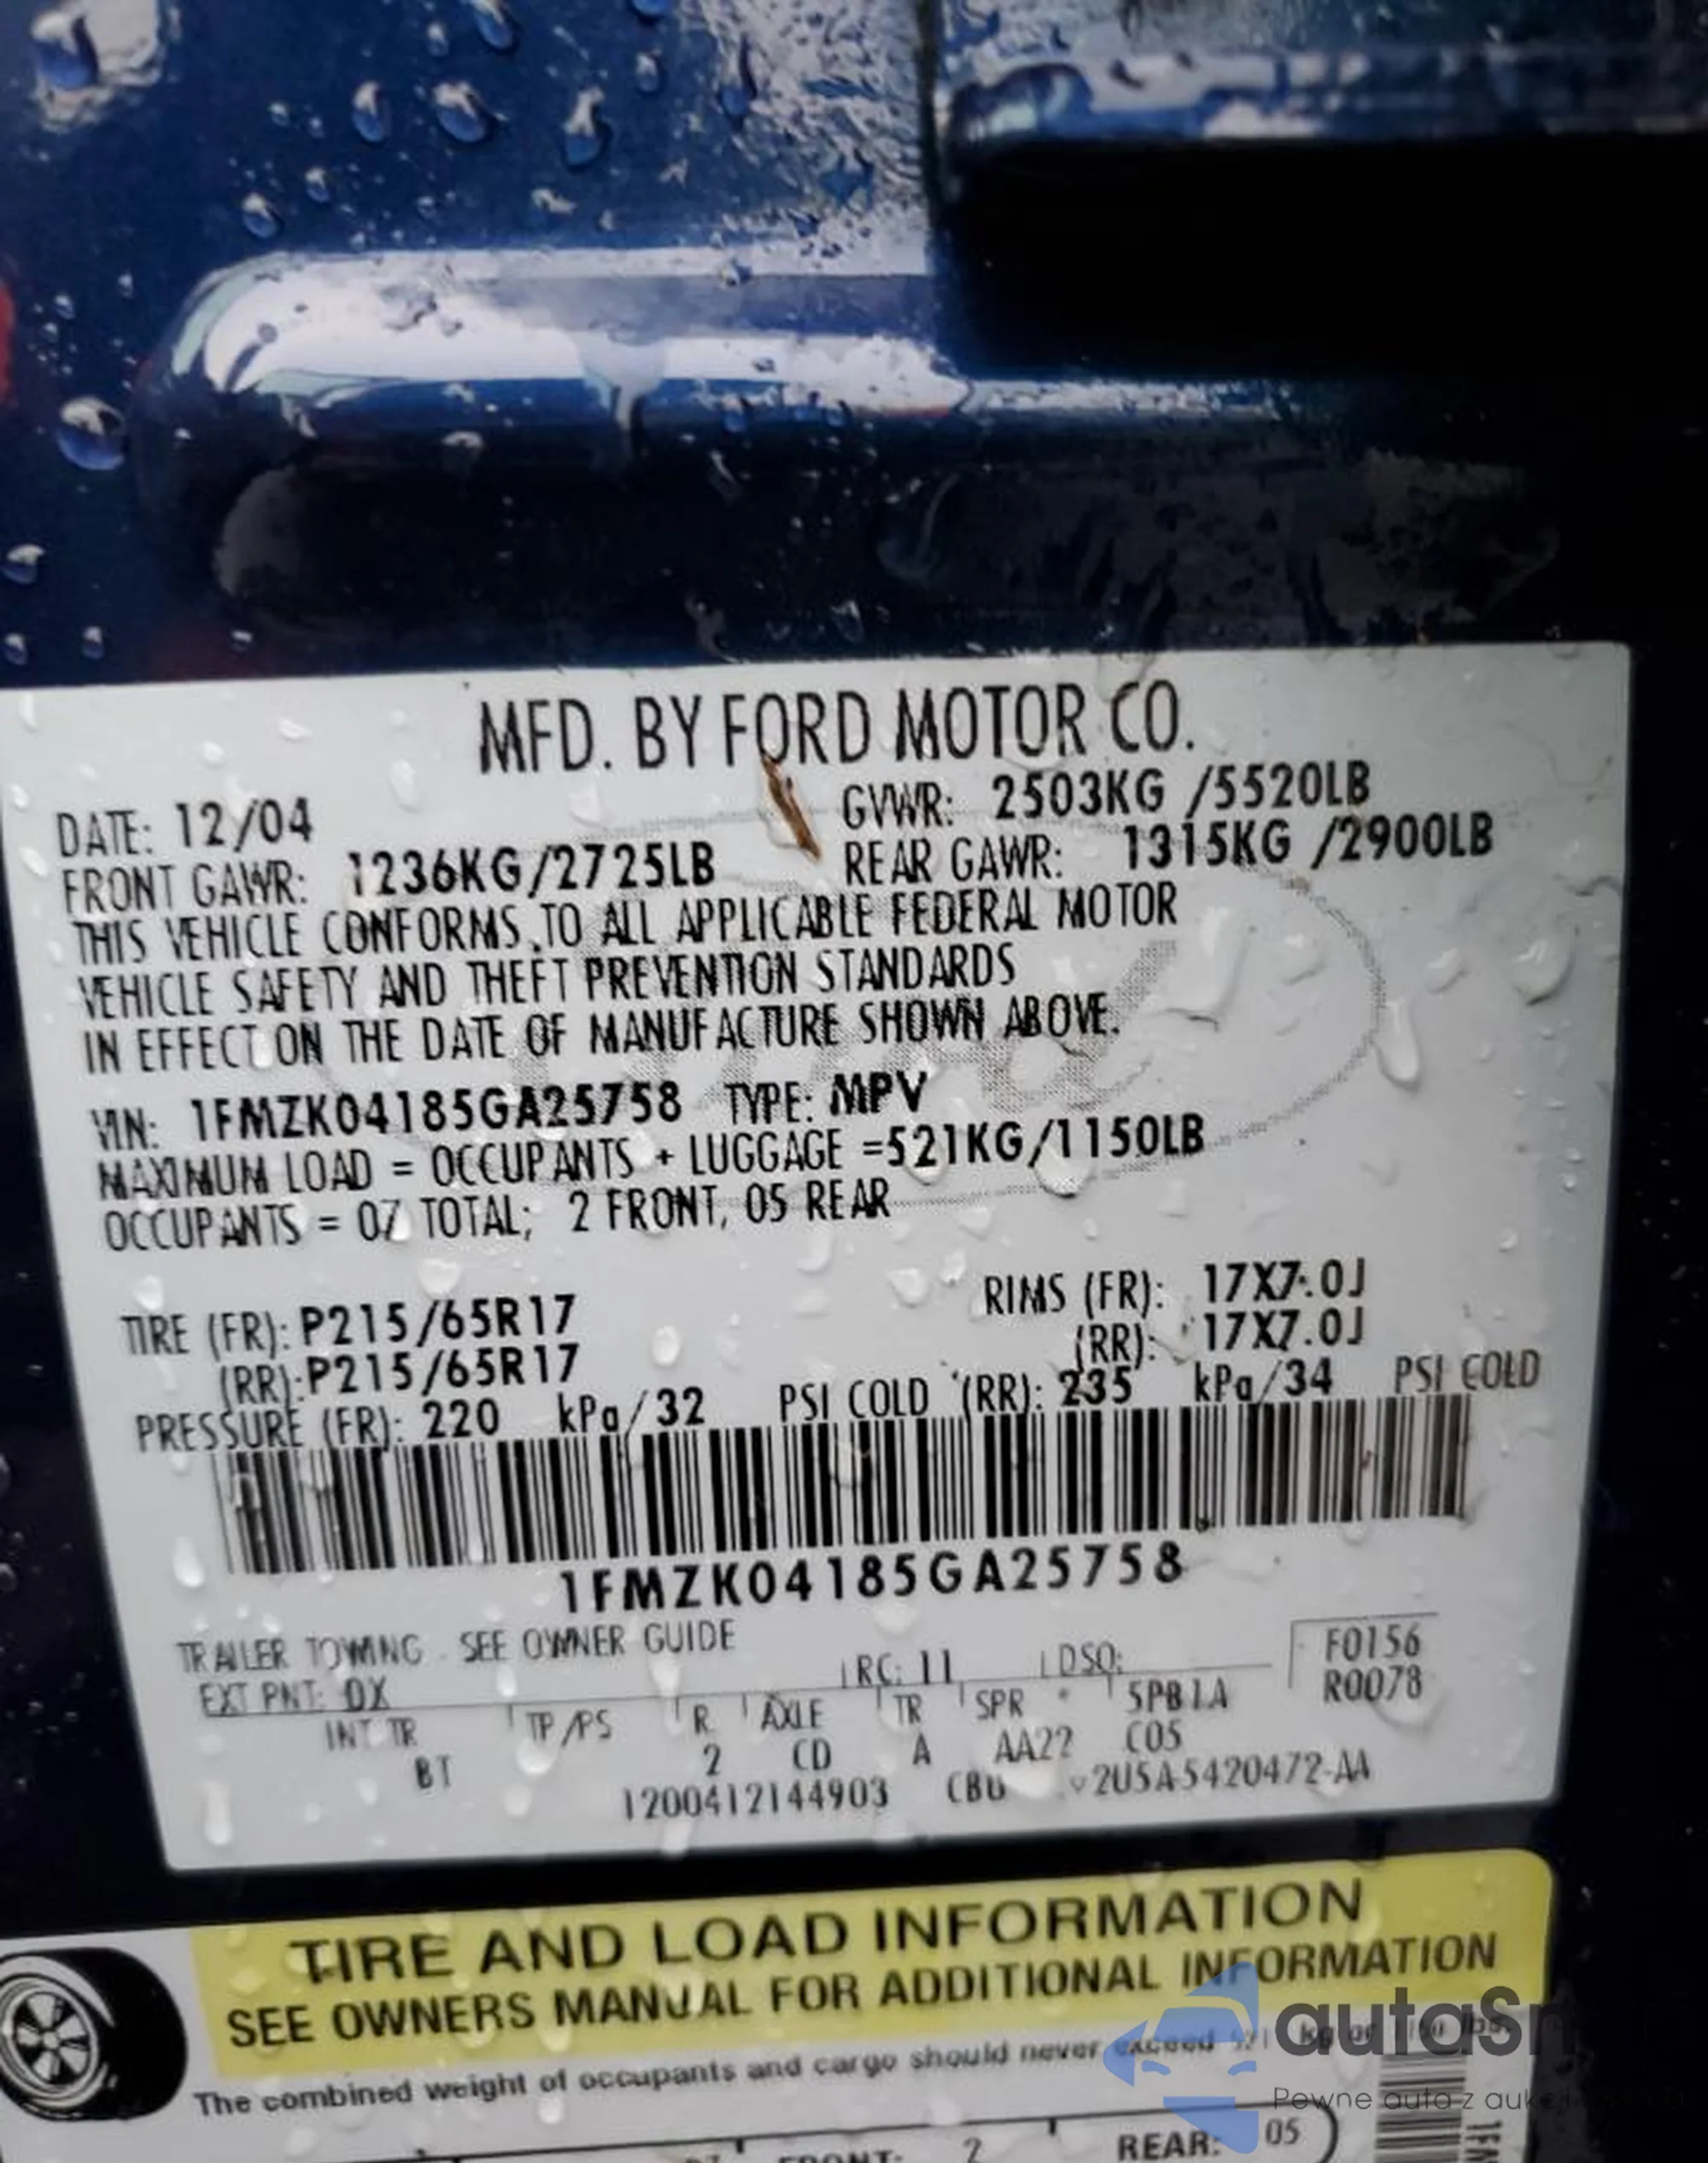 MFD. BY FORD MOTOR CO.
DATE: 12/04 GVWR: 2503KG /5520LB
FRONT GAWR: 1236KG/2725LB REAR GAWR: 1315KG /2900LB
THIS VEHICLE CONFORMS TO ALL APPLICABLE FEDERAL MOTOR
VEHICLE SAFETY AND THEFT PREVENTION STANDARDS
IN EFFECT ON THE DATE OF MANUFACTURE SHOWN ABOVE.
VIN: 1FMZK04185GA25758 TYPE: MPV
MAXIMUM LOAD = OCCUPANTS + LUGGAGE =521KG/1150LB
OCCUPANTS = 07 TOTAL; 2 FRONT, 05 REAR
TIRE (FR): P215/65R17 RIMS (FR): 17X7.0J
(RR): P215/65R17 (RR): 17X7.0J
PRESSURE (FR): 220 kPa/32 PSI COLD (RR): 235 kPa/34 PSI COLD
1FMZK04185GA25758
TRAILER TOWING - SEE OWNER GUIDE
EXT PNT: DX RC: 11 DSO: F0156
R0078
INT TR TP/PS R AXLE TR SPR 5PB1A
BT 2 CD A AA22 C05
1200412144903 CBU 2U5A-5420472-AA
TIRE AND LOAD INFORMATION
SEE OWNERS MANUAL FOR ADDITIONAL INFORMATION
The combined weight of occupants and cargo should never exceed kg or lbs.
FRONT: 2 REAR: 05
Pewne auto z